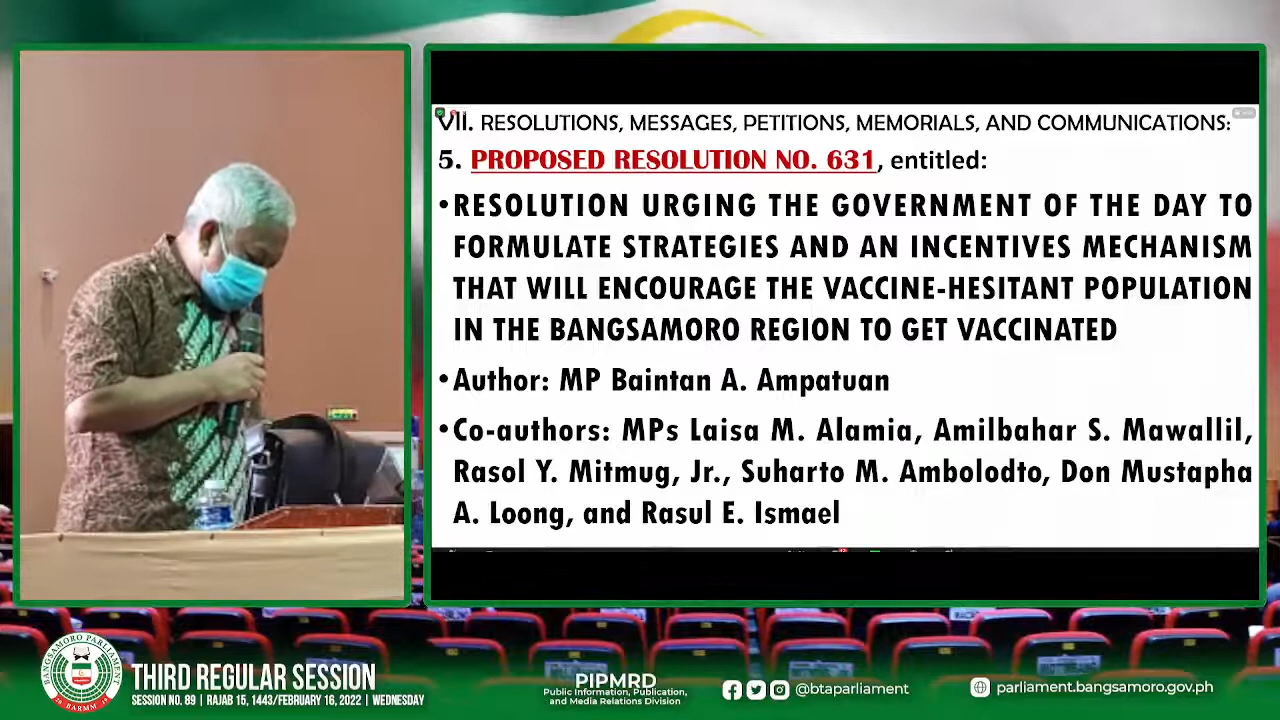 VII. RESOLUTIONS, MESSAGES, PETITIONS, MEMORIALS, AND COMMUNICATIONS:
5. PROPOSED RESOLUTION NO. 631, entitled:
•RESOLUTION URGING THE GOVERNMENT OF THE DAY TO
FORMULATE STRATEGIES AND AN INCENTIVES MECHANISM
THAT WILL ENCOURAGE THE VACCINE-HESITANT POPULATION
IN THE BANGSAMORO REGION TO GET VACCINATED
•Author: MP Baintan A. Ampatuan
•Co-authors: MPs Laisa M. Alamia, Amilbahar S. Mawallil,
Rasol Y. Mitmug, Jr., Suharto M. Ambolodto, Don Mustapha
A. Loong, and Rasul E. Ismael
BANGSAMORO PARLIAMENT
BARMM
THIRD REGULAR SESSION
SESSION NO. 89 | RAJAB 15, 1443/FEBRUARY 16, 2022 | WEDNESDAY
PIPMRD
Public Information, Publication,
and Media Relations Division
@btaparliament
parliament.bangsamoro.gov.ph